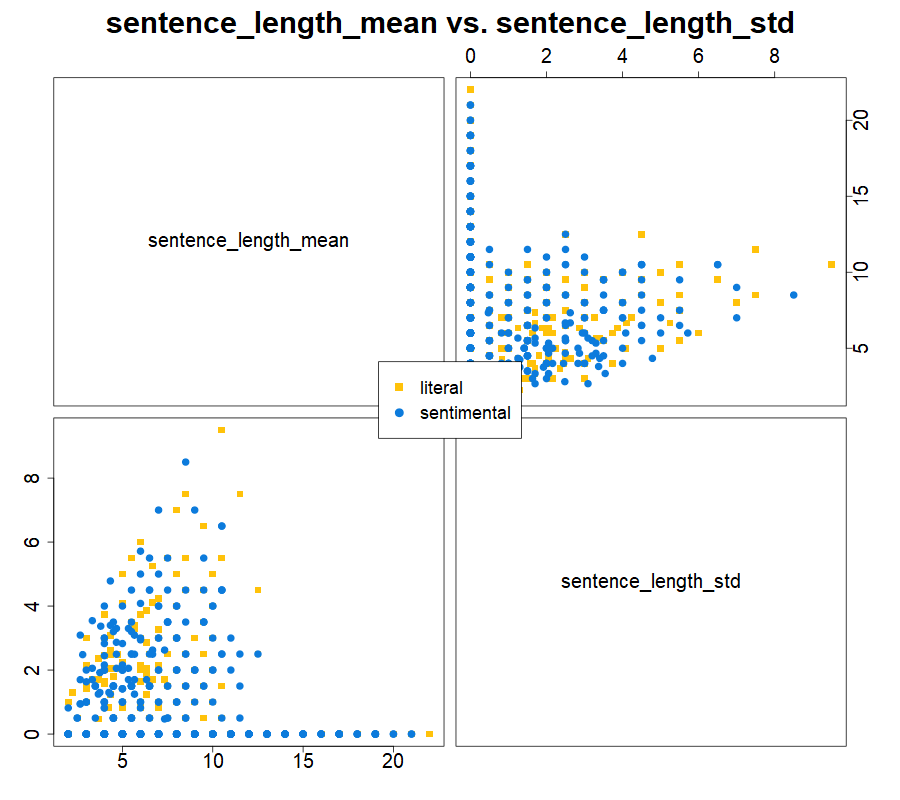 sentence_length_mean vs. sentence_length_std
0 2 4 6 8
sentence_length_mean
20
15
10
5
literal
sentimental
8
6
4
2
0
sentence_length_std
5 10 15 20